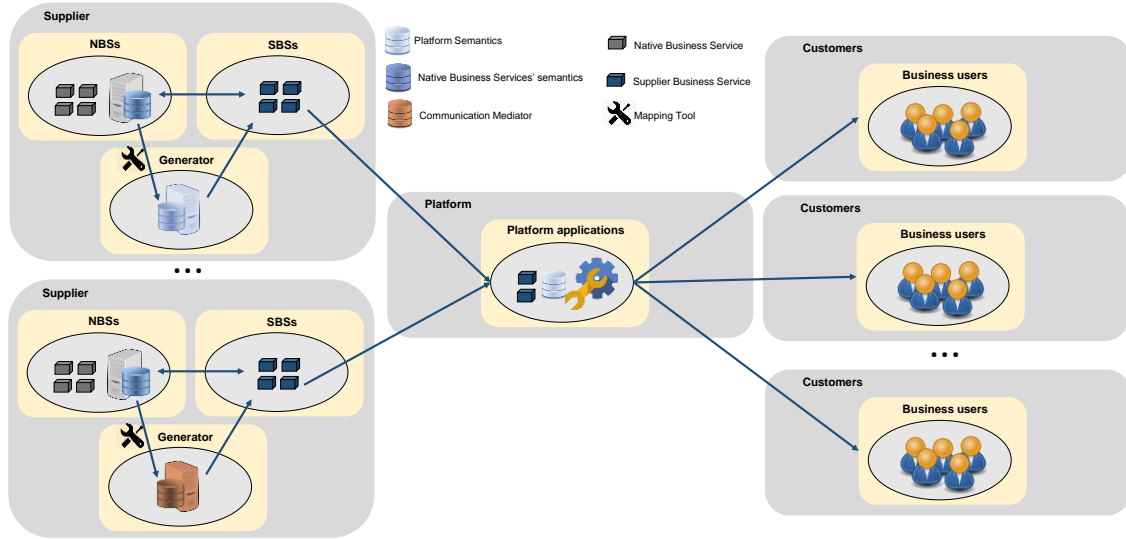 Supplier
NBSs
SBSs
Generator
...
Supplier
NBSs
SBSs
Generator
Platform Semantics
Native Business Services' semantics
Communication Mediator
Native Business Service
Supplier Business Service
Mapping Tool
Platform
Platform applications
Customers
Business users
Customers
Business users
...
Customers
Business users